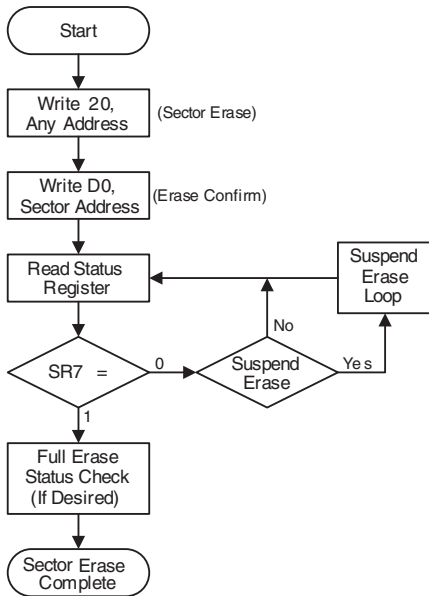 Start
Write 20,
Any Address
(Sector Erase)
Write D0,
Sector Address
(Erase Confirm)
Read Status
Register
Suspend
Erase
Loop
No
SR7 =
0
Suspend
Erase
Yes
1
Full Erase
Status Check
(If Desired)
Sector Erase
Complete